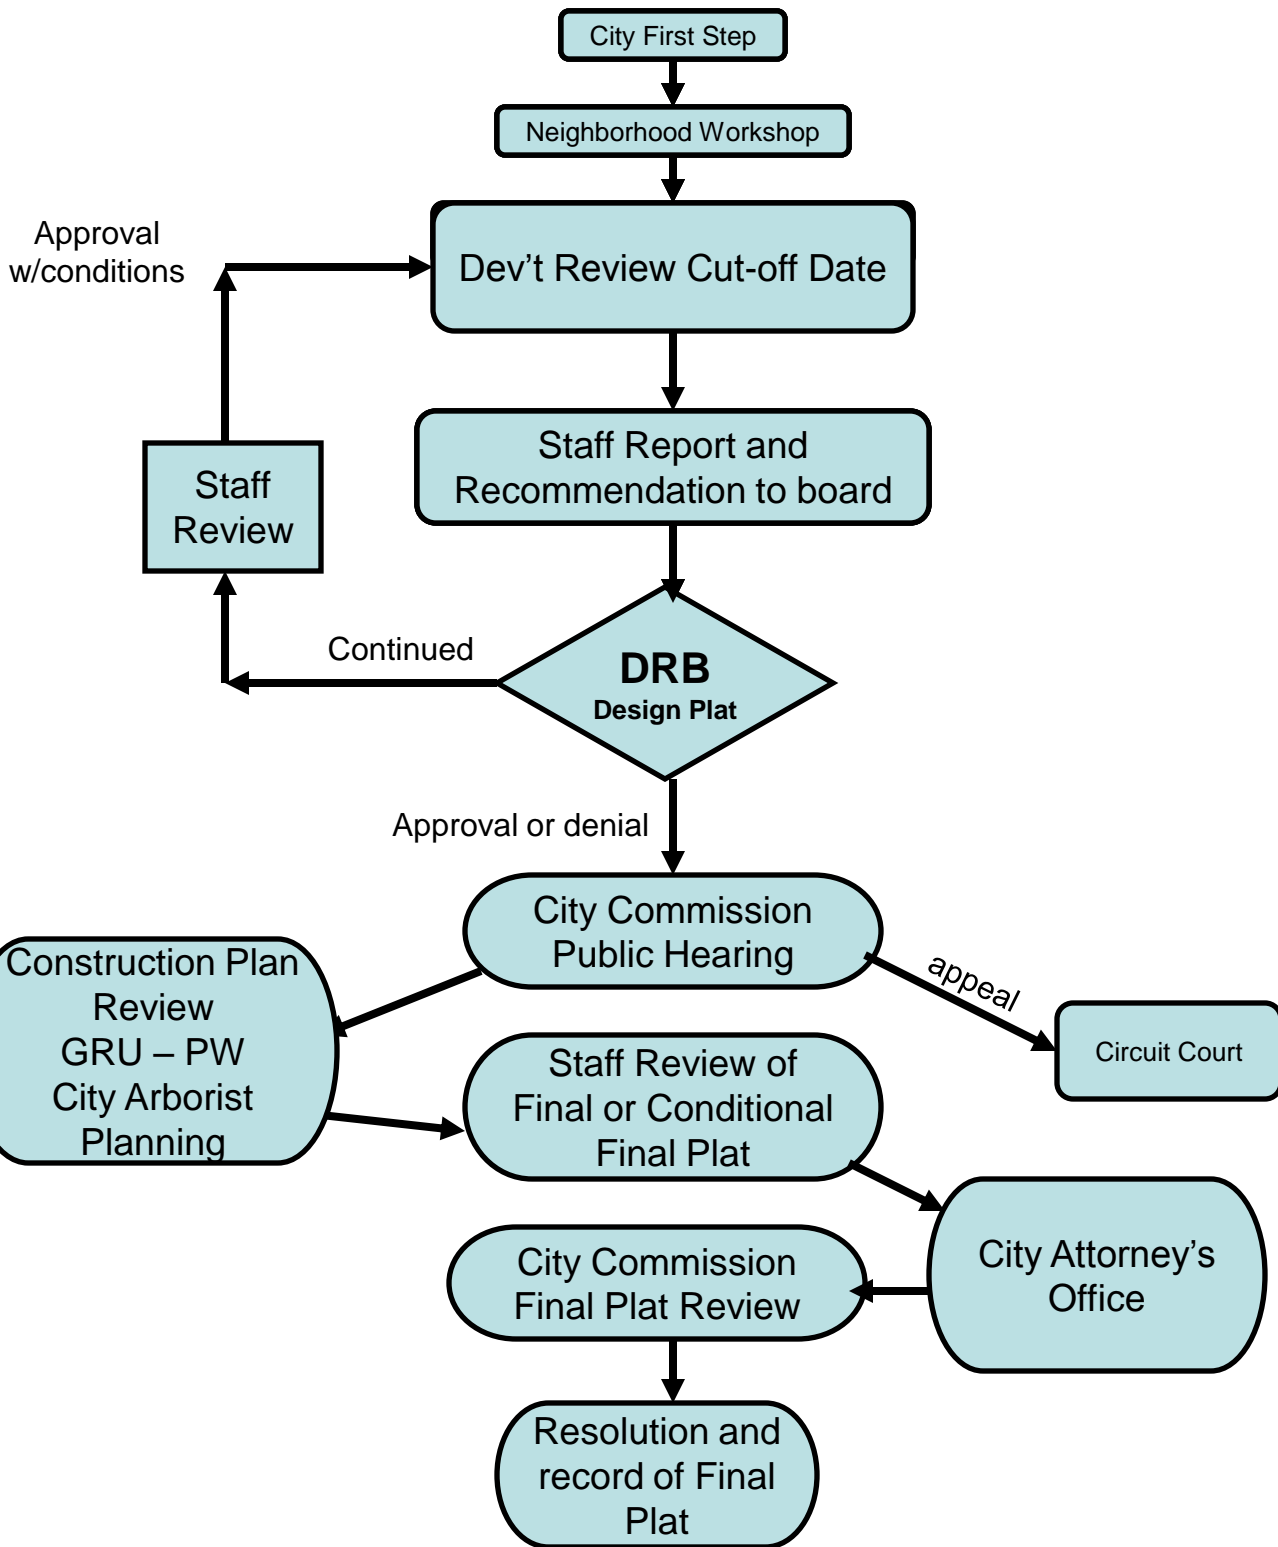 City First Step
Neighborhood Workshop
Approval
w/conditions
Dev’t Review Cut-off Date
Staff Report and
Recommendation to board
Staff
Review
Continued
DRB
Design Plat
Approval or denial
City Commission
Public Hearing
appeal
Construction Plan
Review
GRU – PW
City Arborist
Planning
Circuit Court
Staff Review of
Final or Conditional
Final Plat
City Attorney’s
Office
City Commission
Final Plat Review
Resolution and
record of Final
Plat